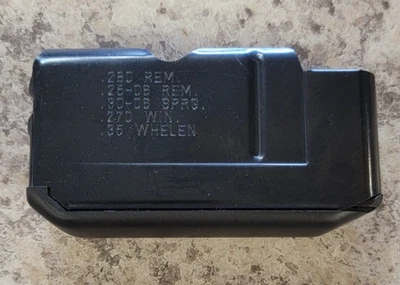 .280 REM.
.25-06 REM.
.30-06 SPRG.
.270 WIN.
.35 WHELEN